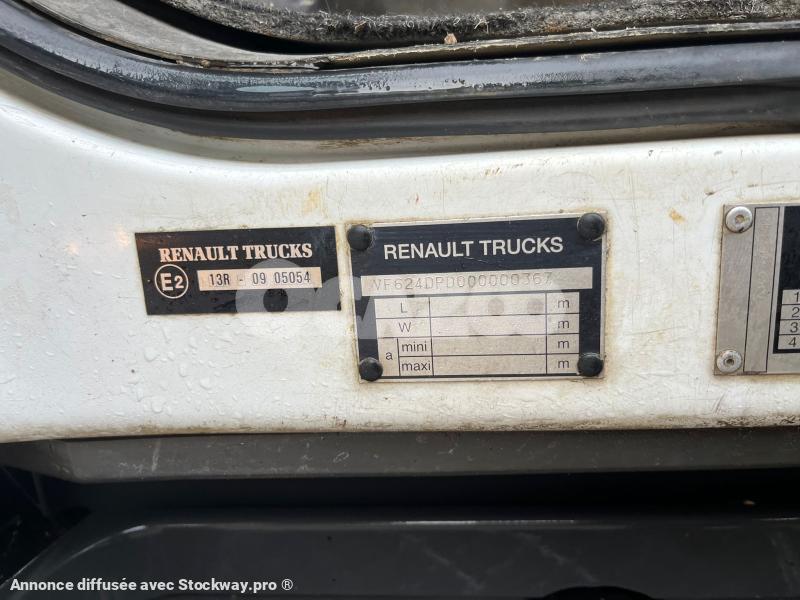 RENAULT TRUCKS
E2
13R - 09 05054
RENAULT TRUCKS
VF624DPD000000367
L m
W m
a mini m
maxi m
1
2
3
4
Annonce diffusée avec Stockway.pro ®